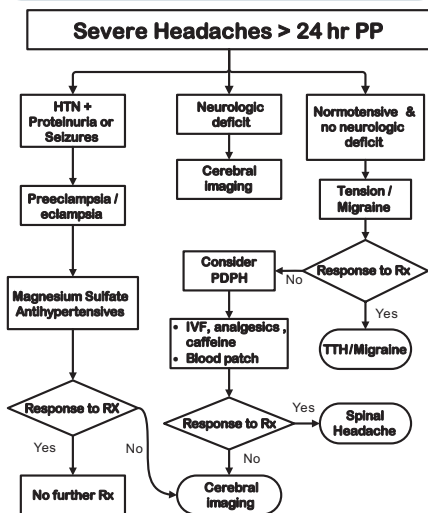 Severe Headaches > 24 hr PP
HTN +
Proteinuria or
Seizures
Neurologic
deficit
Normotensive &
no neurologic
deficit
Cerebral
imaging
Preeclampsia /
eclampsia
Tension /
Migraine
Consider
PDPH
No
Response to Rx
Yes
Magnesium Sulfate
Antihypertensives
• IVF, analgesics ,
caffeine
• Blood patch
TTH/Migraine
Response to RX
Yes
No
Response to Rx
Yes
No
Spinal
Headache
No further Rx
Cerebral
imaging